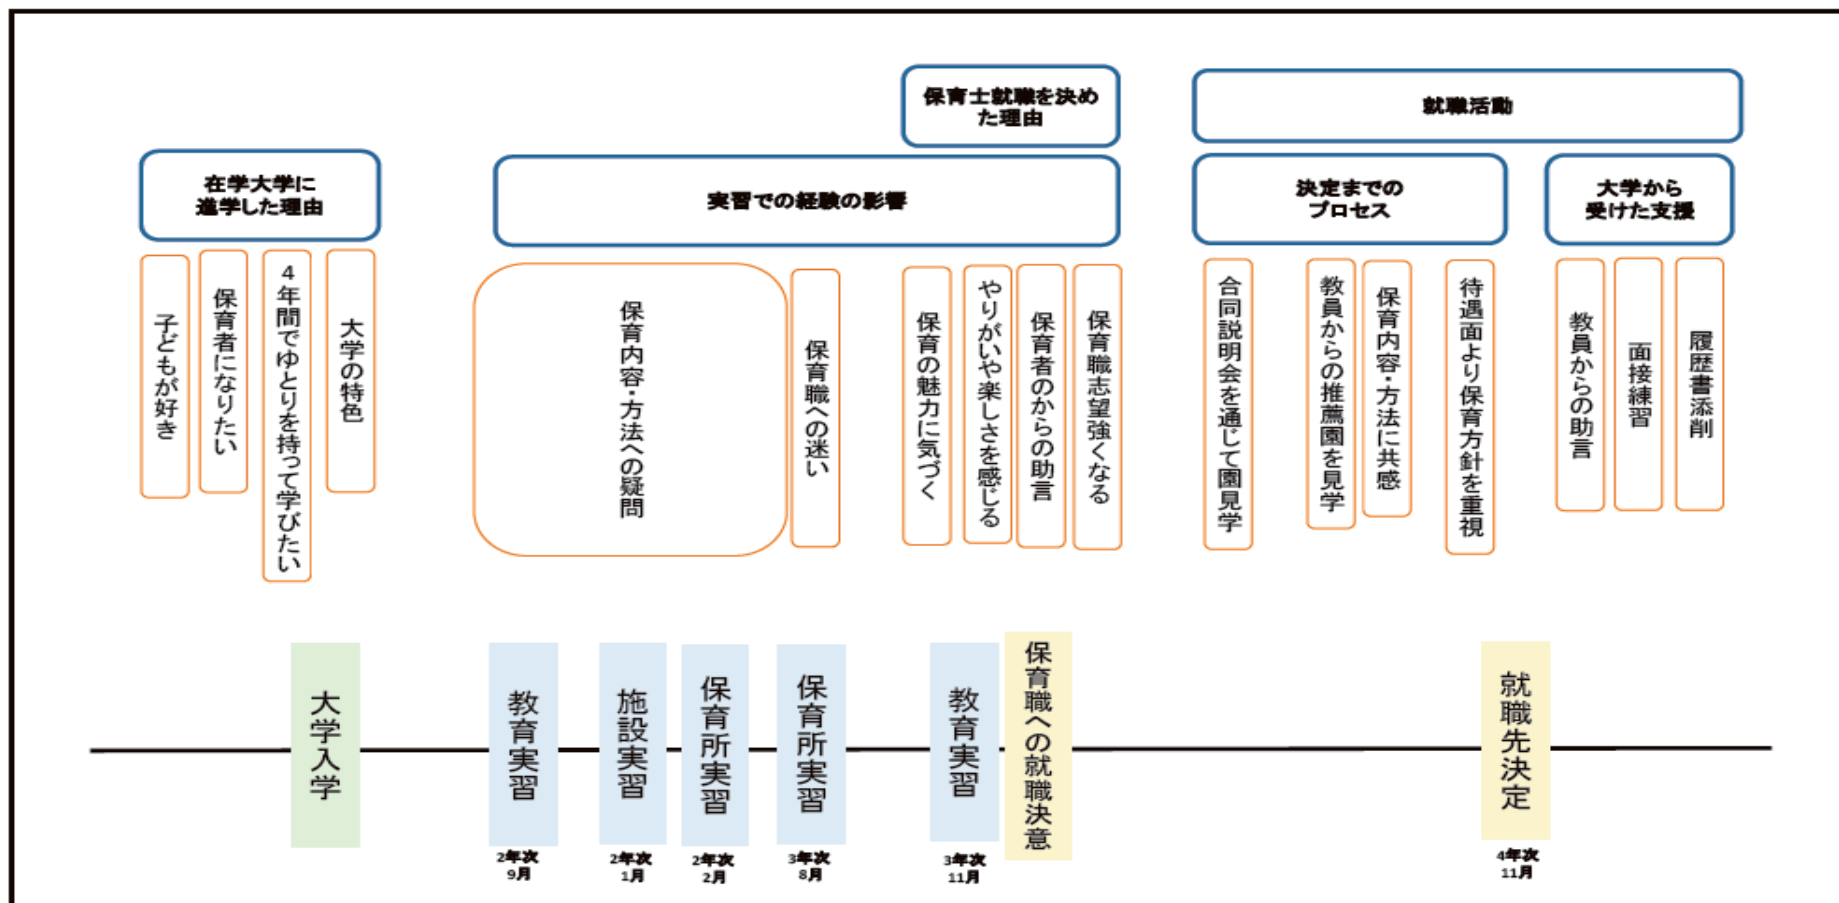 保育士就職を決め
た理由
就職活動
在学大学に
進学した理由
実習での経験の影響
決定までの
プロセス
大学から
受けた支援
子どもが好き
保育者になりたい
４年間でゆとりを持って学びたい
大学の特色
保育内容・方法への疑問
保育職への迷い
保育の魅力に気づく
やりがいや楽しさを感じる
保育者のからの助言
保育職志望強くなる
合同説明会を通じて園見学
教員からの推薦園を見学
保育内容・方法に共感
待遇面より保育方針を重視
教員からの助言
面接練習
履歴書添削
大学入学
教育実習
施設実習
保育所実習
保育所実習
教育実習
保育職への就職決意
就職先決定
2年次
9月
2年次
1月
2年次
2月
3年次
8月
3年次
11月
4年次
11月